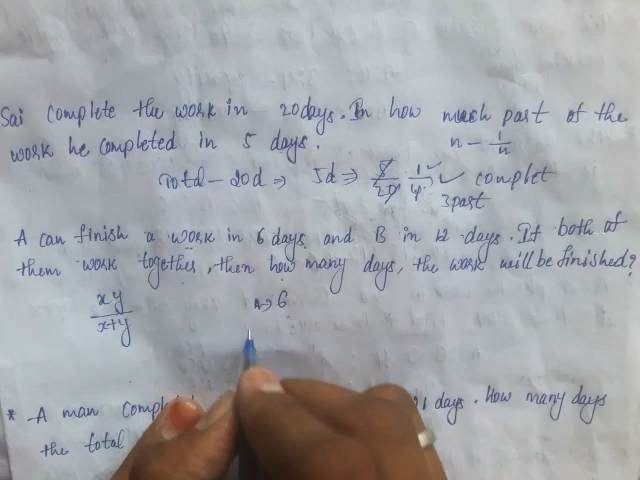 Sai complete the work in 20days. In how much part of the
work he completed in 5 days. n - 1/n
Total - 20d ⇒ 5d ⇒ 5/20 1/4 ✓ complet
3part
A can finish a work in 6 days and B in 12 days. If both of
them work together, then how many days, the work will be finished?
xy/x+y A→ 6
* A man compl 21 days. How many days
the total